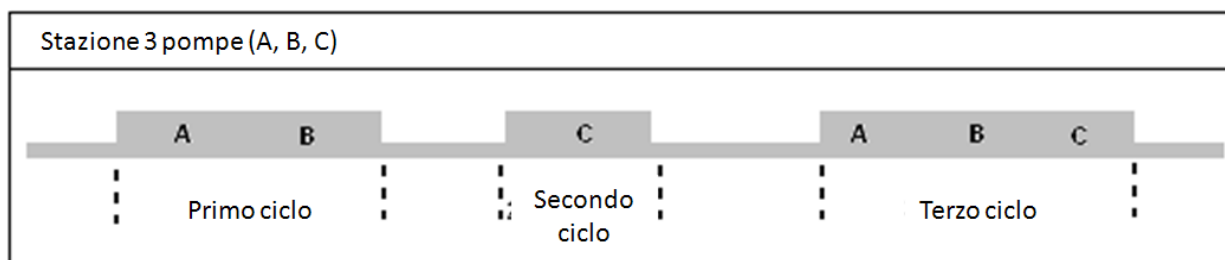 Stazione 3 pompe (A, B, C)
A B C A B C
Primo ciclo Secondo ciclo Terzo ciclo